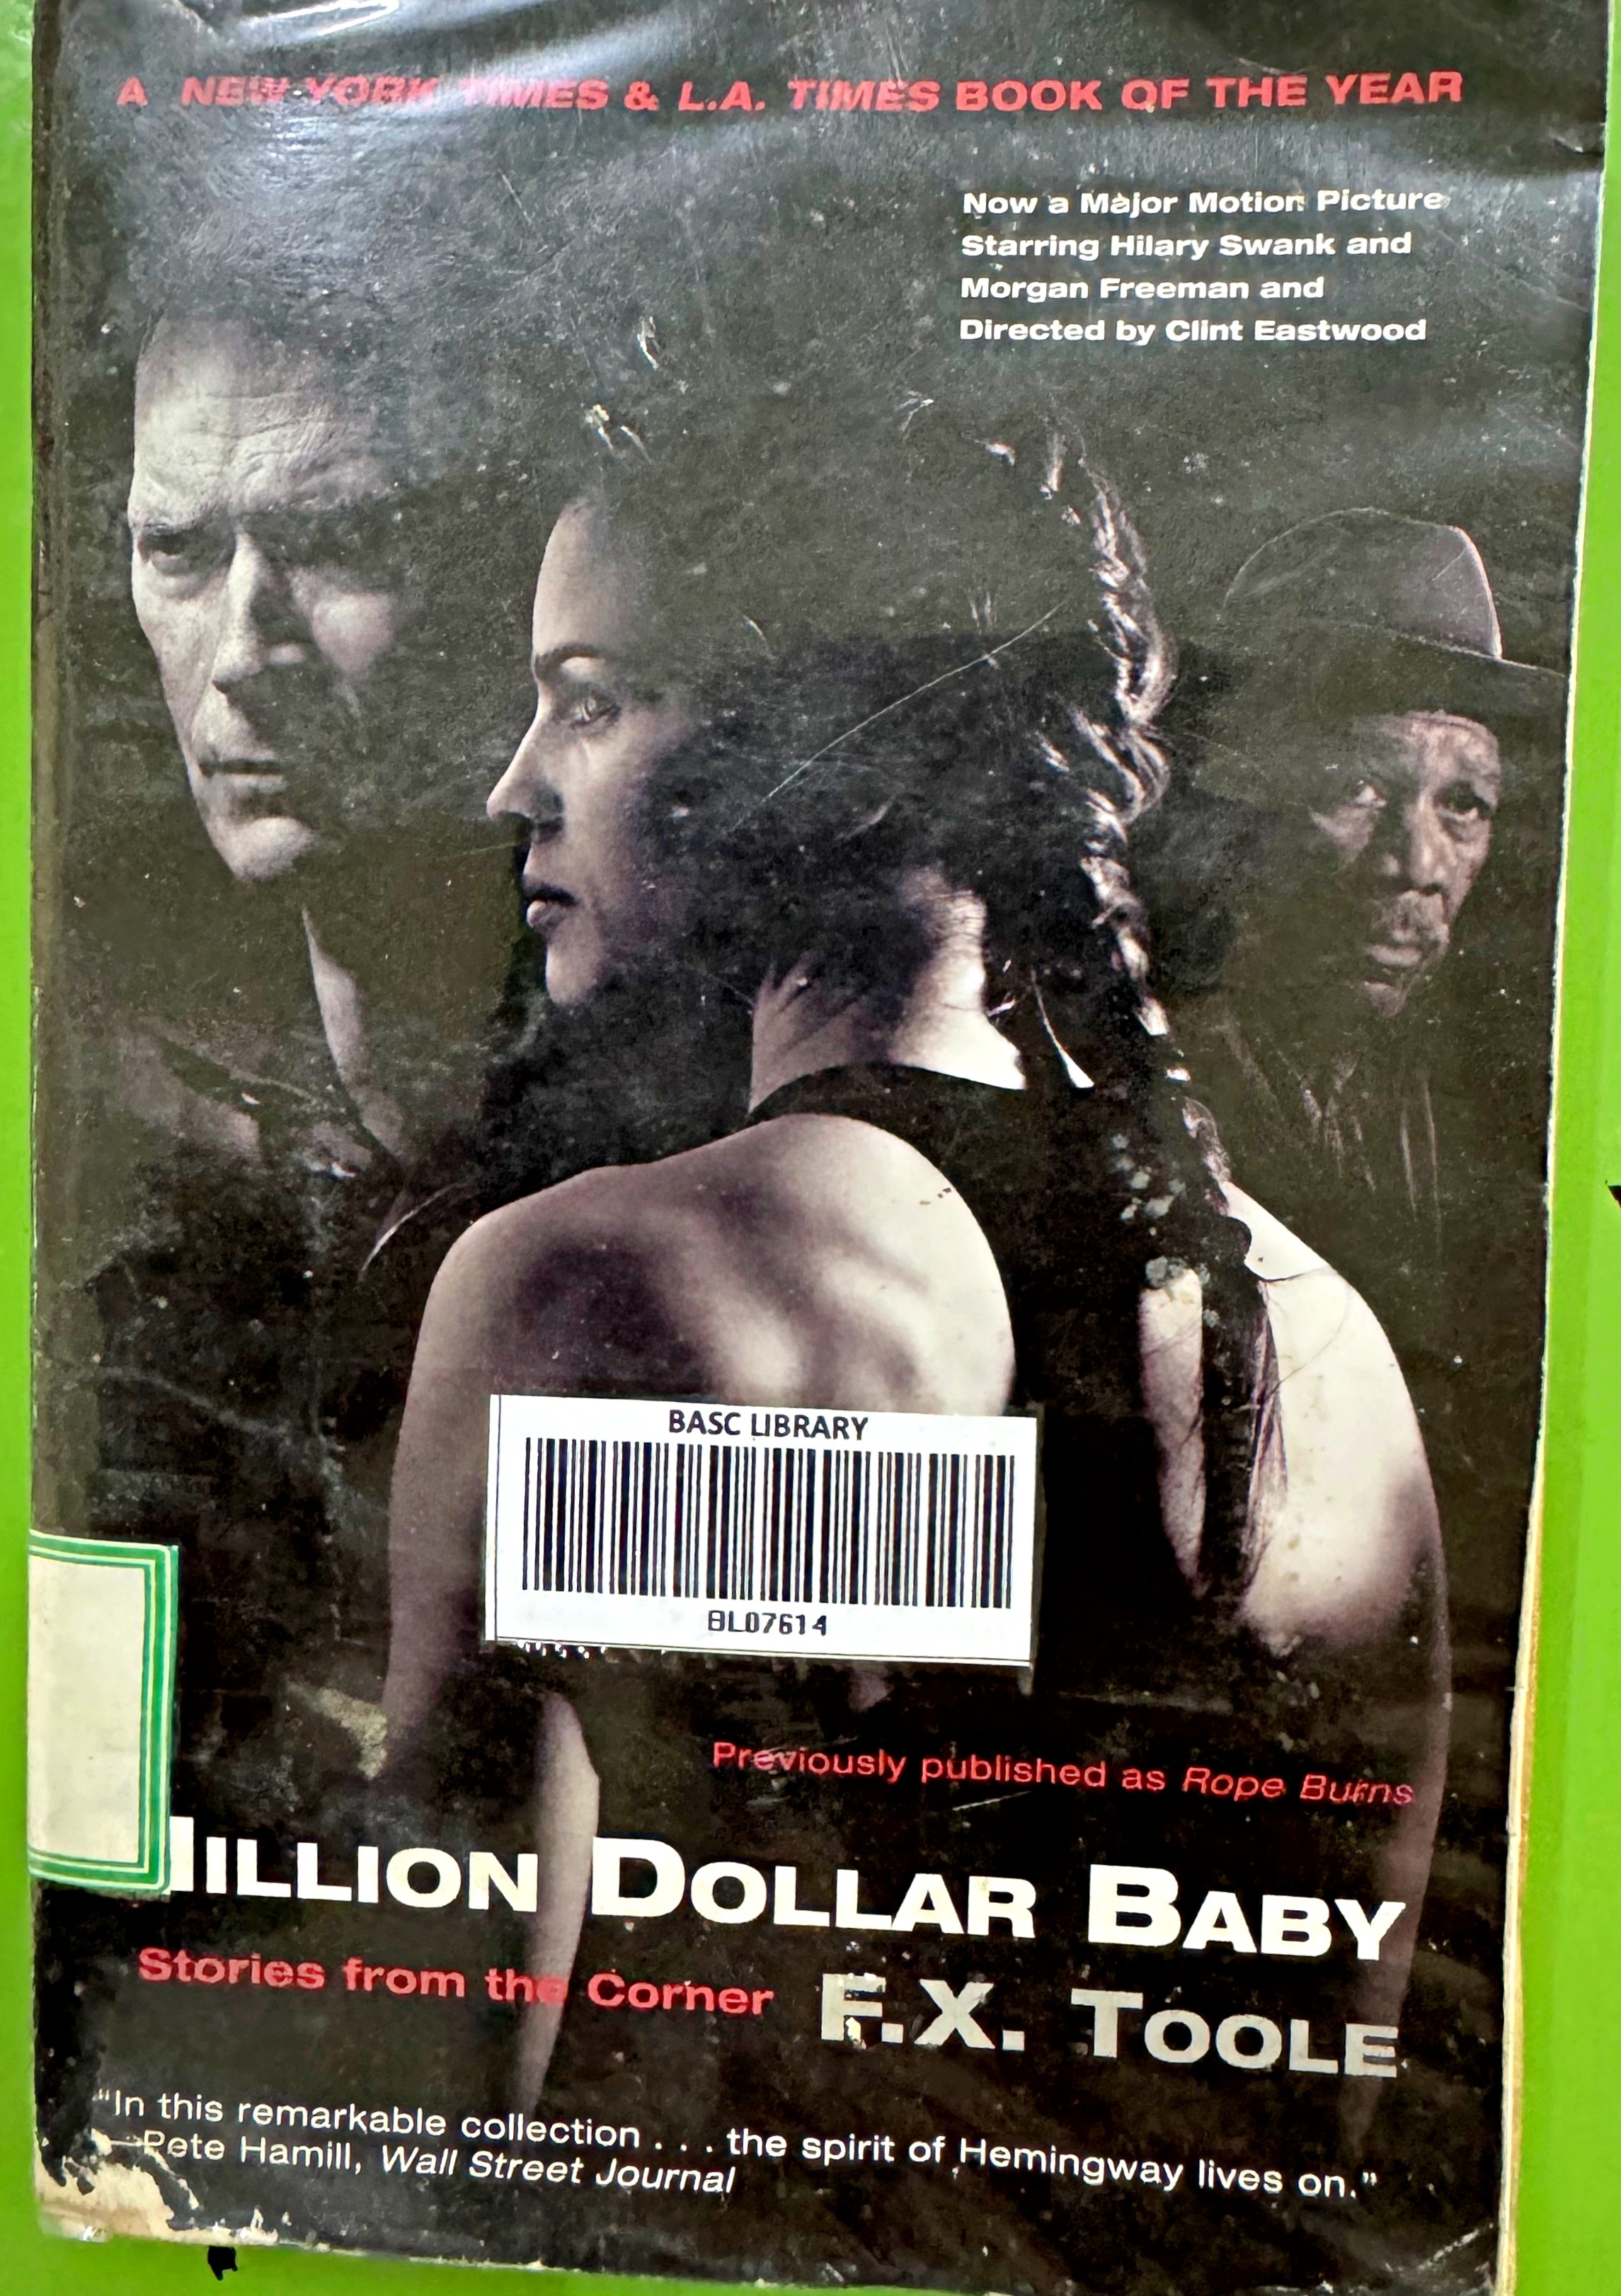 A NEW YORK TIMES & L.A. TIMES BOOK OF THE YEAR
Now a Major Motion Picture
Starring Hilary Swank and
Morgan Freeman and
Directed by Clint Eastwood
BASC LIBRARY
BL07614
Previously published as Rope Burns
MILLION DOLLAR BABY
Stories from the Corner F.X. TOOLE
“In this remarkable collection . . . the spirit of Hemingway lives on.”
—Pete Hamill, Wall Street Journal